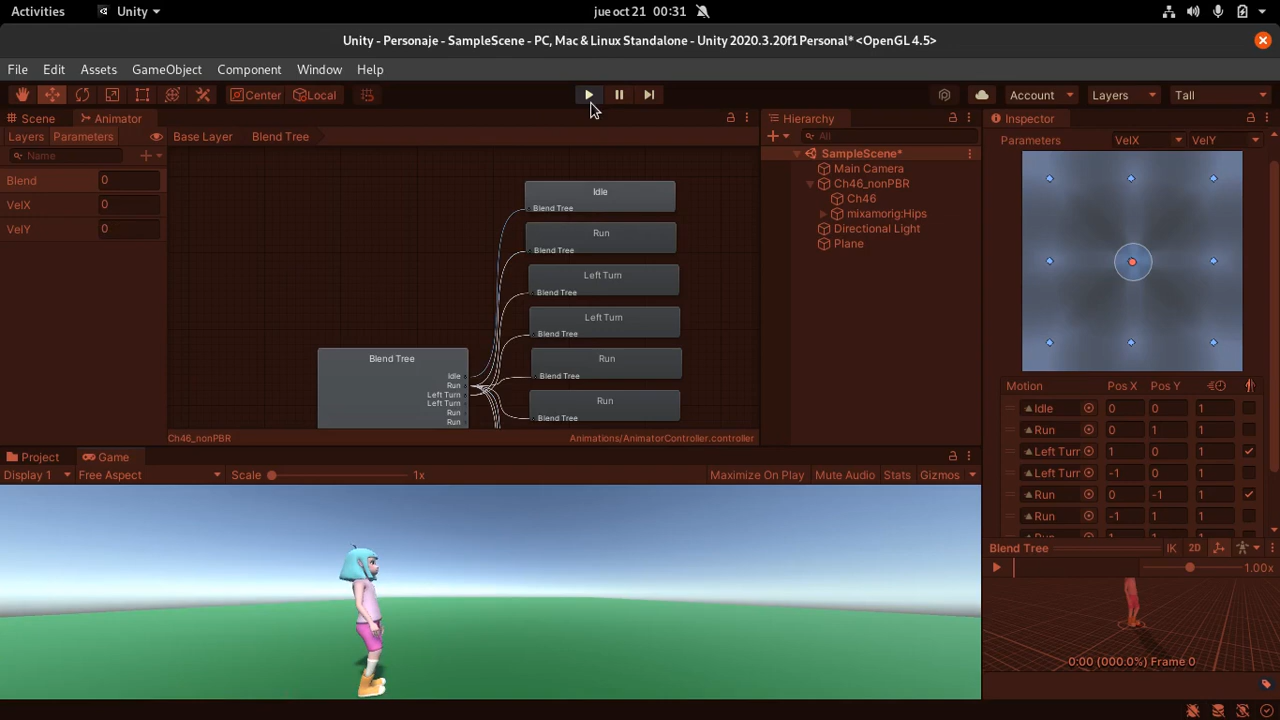 Activities Unity jue oct 21 00:31
Unity - Personaje - SampleScene - PC, Mac & Linux Standalone - Unity 2020.3.20f1 Personal* <OpenGL 4.5>
File Edit Assets GameObject Component Window Help
Center Local Account Layers Tall
Scene Animator Hierarchy Inspector
Layers Parameters Base Layer Blend Tree All Parameters VelX VelY
Name
Blend 0
VelX 0
VelY 0
Idle
Blend Tree
Run
Blend Tree
Left Turn
Blend Tree
Left Turn
Blend Tree
Run
Blend Tree
Run
Blend Tree
Blend Tree
Idle
Run
Left Turn
Left Turn
Run
Run
Ch46_nonPBR Animations/AnimatorController.controller
SampleScene*
Main Camera
Ch46_nonPBR
Ch46
mixamorig:Hips
Directional Light
Plane
Motion Pos X Pos Y
Idle 0 0 1
Run 0 1 1
Left Turn 1 0 1
Left Turn -1 0 1
Run 0 -1 1
Run -1 1 1
Project Game
Display 1 Free Aspect Scale 1x Maximize On Play Mute Audio Stats Gizmos
Blend Tree IK 2D
1.00x
0:00 (000.0%) Frame 0